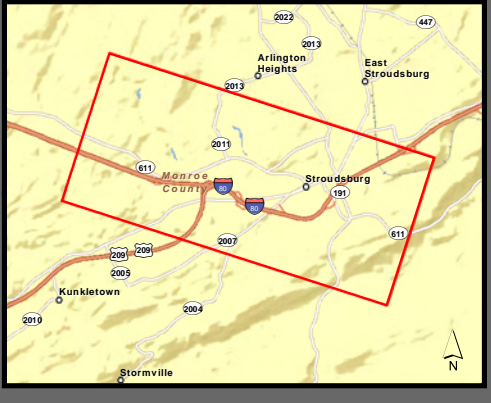 2022
447
2013
Arlington
Heights
East
Stroudsburg
2013
2011
611
Monroe
County
80
Stroudsburg
191
80
611
2007
209
209
2005
Kunkletown
2004
2010
Stormville
N